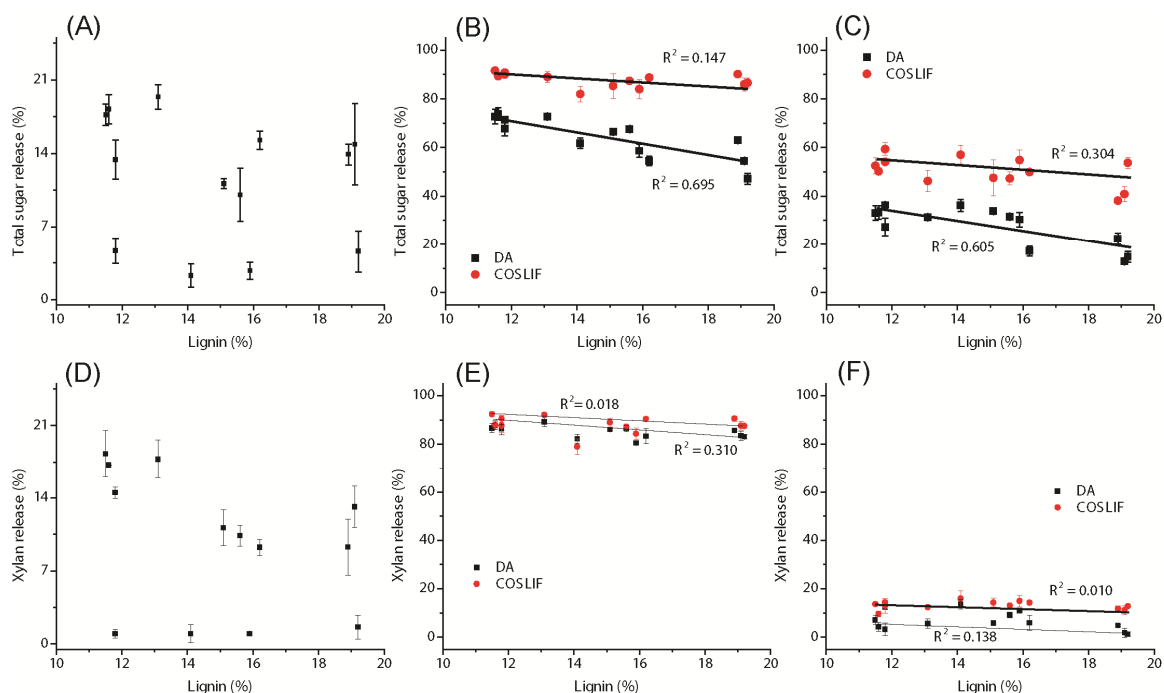 (A)
Total sugar release (%)
21
14
7
0
10 12 14 16 18 20
Lignin (%)
(B)
Total sugar release (%)
100
80
60
40
20
0
R² = 0.147
R² = 0.695
DA
COSLIF
10 12 14 16 18 20
Lignin (%)
(C)
Total sugar release (%)
100
80
60
40
20
0
DA
COSLIF
R² = 0.304
R² = 0.605
10 12 14 16 18 20
Lignin (%)
(D)
Xylan release (%)
21
14
7
0
10 12 14 16 18 20
Lignin (%)
(E)
Xylan release (%)
100
80
60
40
20
0
R² = 0.018
R² = 0.310
DA
COSLIF
10 12 14 16 18 20
Lignin (%)
(F)
Xylan release (%)
100
80
60
40
20
0
DA
COSLIF
R² = 0.010
R² = 0.138
10 12 14 16 18 20
Lignin (%)